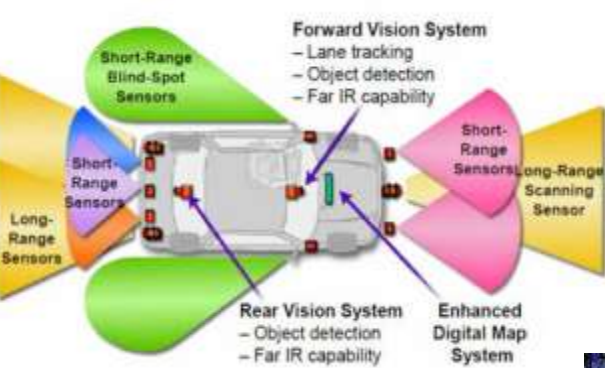 Forward Vision System
– Lane tracking
– Object detection
– Far IR capability
Short-Range
Blind-Spot
Sensors
Short-
Range
Sensors
Long-
Range
Sensors
Short-
Range
Sensors
Long-Range
Scanning
Sensor
Rear Vision System
– Object detection
– Far IR capability
Enhanced
Digital Map
System